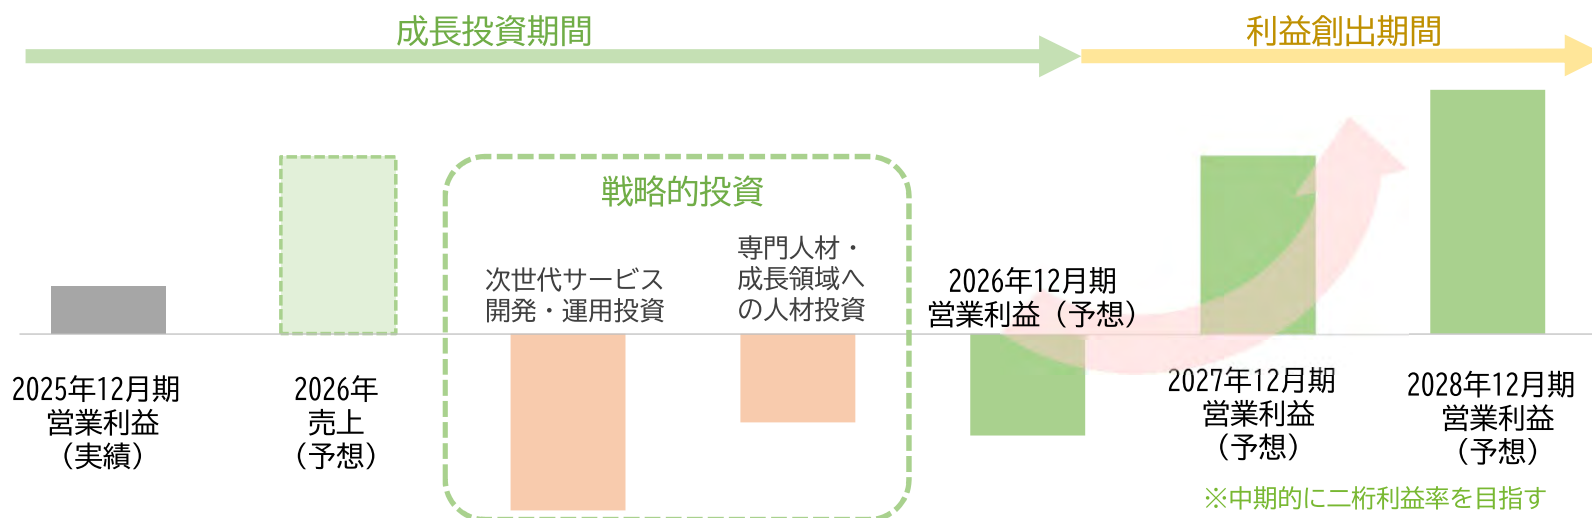 成長投資期間
利益創出期間
戦略的投資
次世代サービス
開発・運用投資
専門人材・
成長領域へ
の人材投資
2026年12月期
営業利益（予想）
2025年12月期
営業利益
（実績）
2026年
売上
（予想）
2027年12月期
営業利益
（予想）
2028年12月期
営業利益
（予想）
※中期的に二桁利益率を目指す